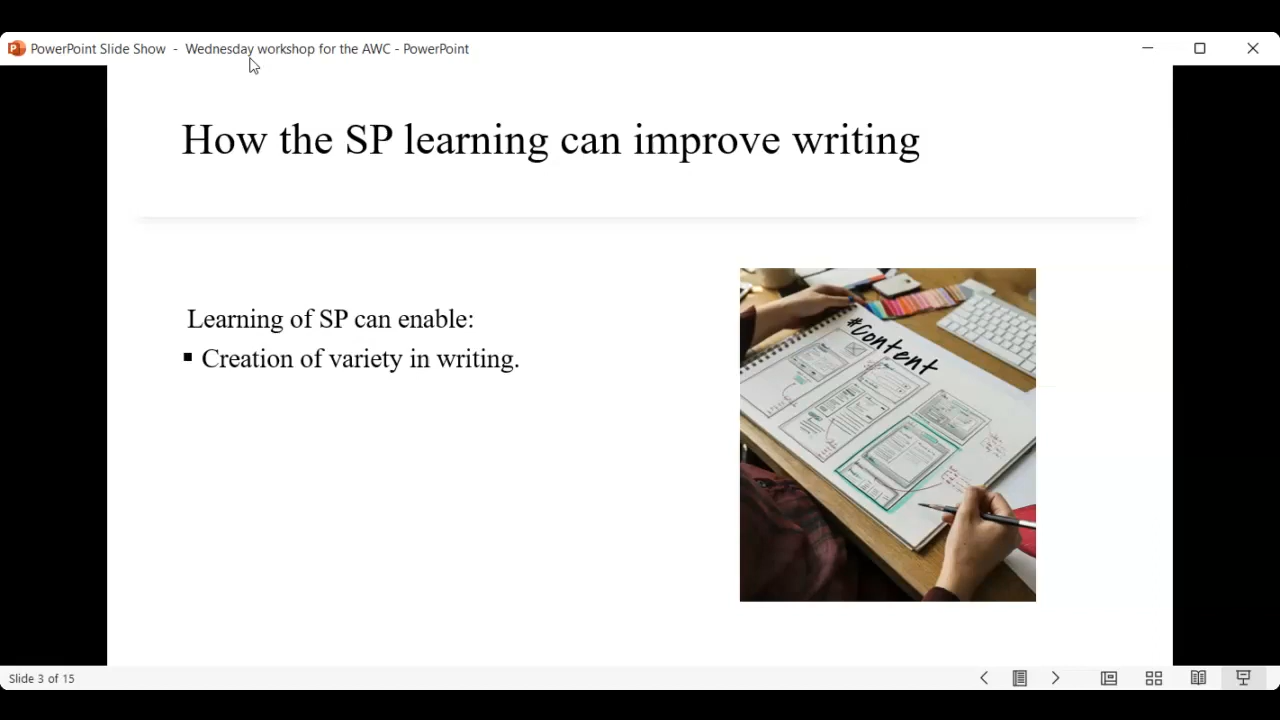 PowerPoint Slide Show - Wednesday workshop for the AWC - PowerPoint
How the SP learning can improve writing
Learning of SP can enable:
▪ Creation of variety in writing.
#Content
Slide 3 of 15